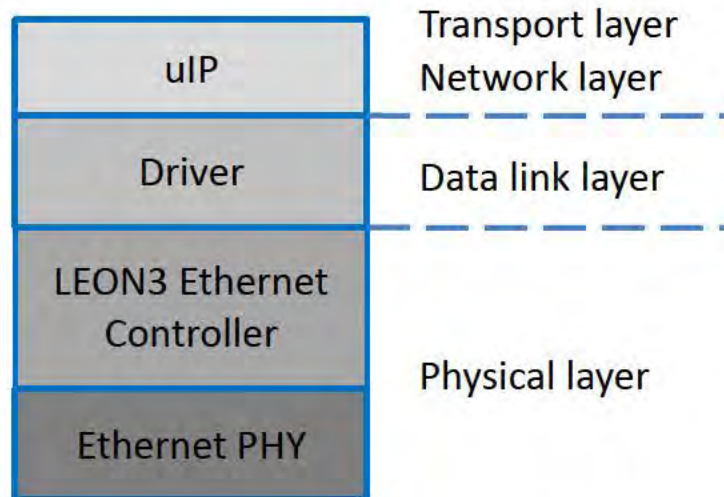 uIP
Transport layer
Network layer
Driver
Data link layer
LEON3 Ethernet
Controller
Physical layer
Ethernet PHY